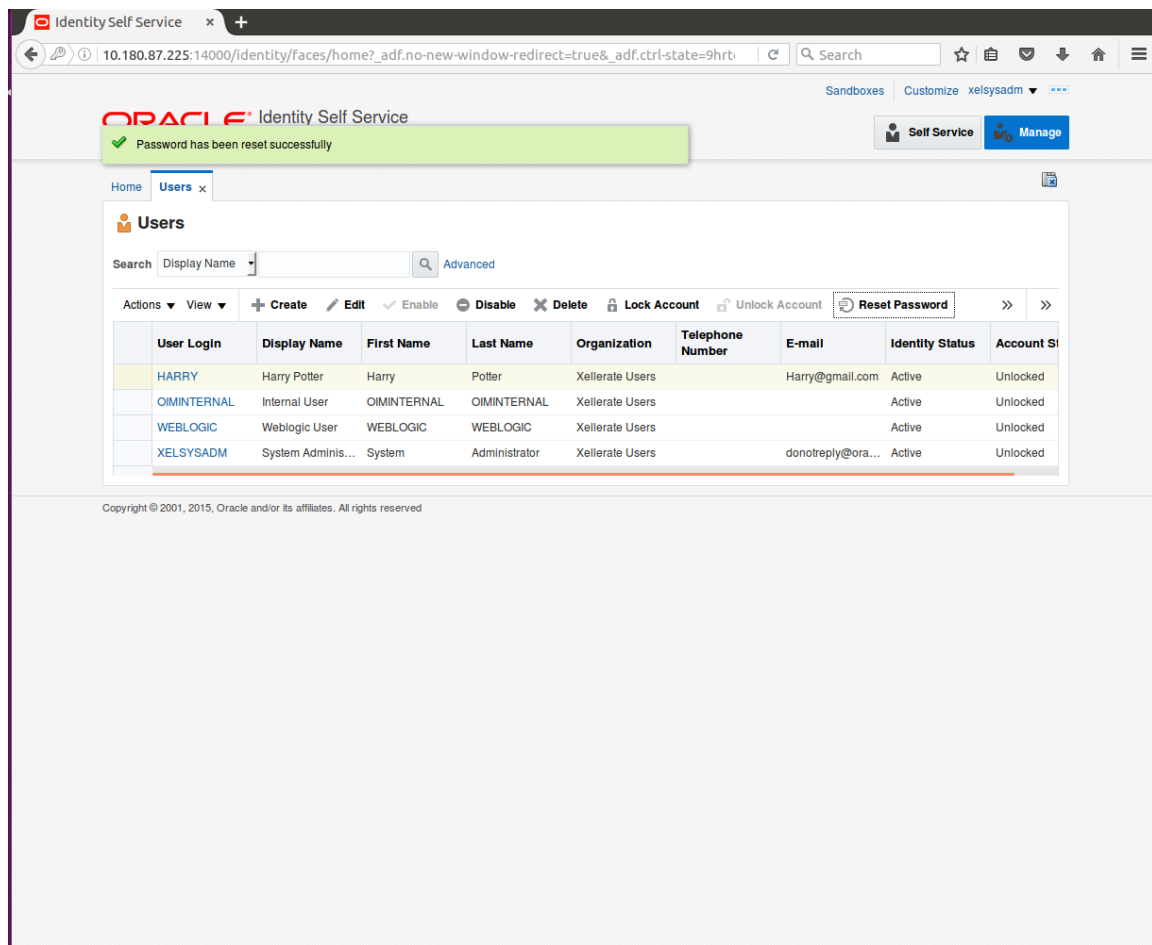 Identity Self Service
10.180.87.225:14000/identity/faces/home?_adf.no-new-window-redirect=true&_adf.ctrl-state=9hrt
Search
Sandboxes Customize xelsysadm
ORACLE Identity Self Service
Self Service Manage
Password has been reset successfully
Home Users
Users
Search Display Name Advanced
Actions View Create Edit Enable Disable Delete Lock Account Unlock Account Reset Password
User Login Display Name First Name Last Name Organization Telephone Number E-mail Identity Status Account St
HARRY Harry Potter Harry Potter Xellerate Users Harry@gmail.com Active Unlocked
OIMINTERNAL Internal User OIMINTERNAL OIMINTERNAL Xellerate Users Active Unlocked
WEBLOGIC Weblogic User WEBLOGIC WEBLOGIC Xellerate Users Active Unlocked
XELSYSADM System Adminis... System Administrator Xellerate Users donotreply@ora... Active Unlocked
Copyright © 2001, 2015, Oracle and/or its affiliates. All rights reserved